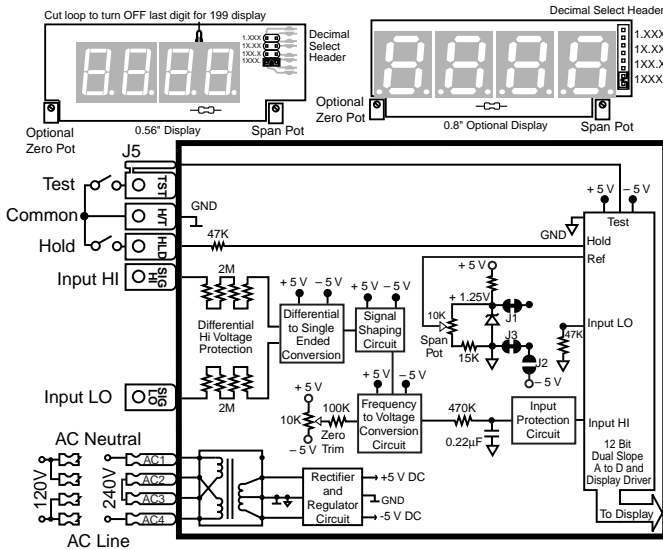 Cut loop to turn OFF last digit for 199 display
1.XXX
1X.XX
1XX.X
1XXX.
Decimal
Select
Header
Optional
Zero Pot
0.56" Display
Span Pot
Decimal Select Header
1.XXX
1X.XX
1XX.X
1XXX
Optional
Zero Pot
0.8" Optional Display
Span Pot
J5
Test
TST
Common
H/T
GND
Hold
HLD
47K
Input HI
SIG
HI
2M
Differential
Hi Voltage
Protection
2M
Input LO
SIG
LO
+ 5 V
– 5 V
Differential
to Single
Ended
Conversion
+ 5 V
– 5 V
Signal
Shaping
Circuit
+ 5 V
– 5 V
Frequency
to Voltage
Conversion
Circuit
+ 5 V
10K
– 5 V
100K
Zero
Trim
470K
0.22µF
Input
Protection
Circuit
+ 5 V
+ 1.25V
10K
Span
Pot
15K
J1
J3
J2
– 5 V
47K
+ 5 V
– 5 V
Test
GND
Hold
Ref
Input LO
Input HI
12 Bit
Dual Slope
A to D and
Display Driver
To Display
AC Neutral
120V
240V
AC1
AC2
AC3
AC4
AC Line
Rectifier
and
Regulator
Circuit
+5 V DC
GND
-5 V DC